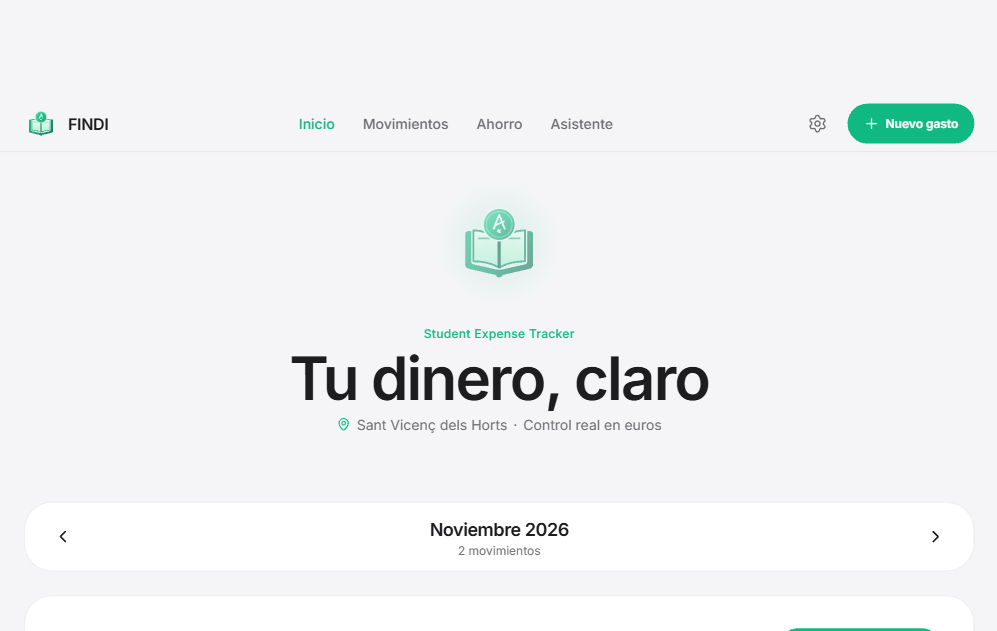 FINDI
Inicio
Movimientos
Ahorro
Asistente
Nuevo gasto
Student Expense Tracker
Tu dinero, claro
Sant Vicenç dels Horts · Control real en euros
Noviembre 2026
2 movimientos